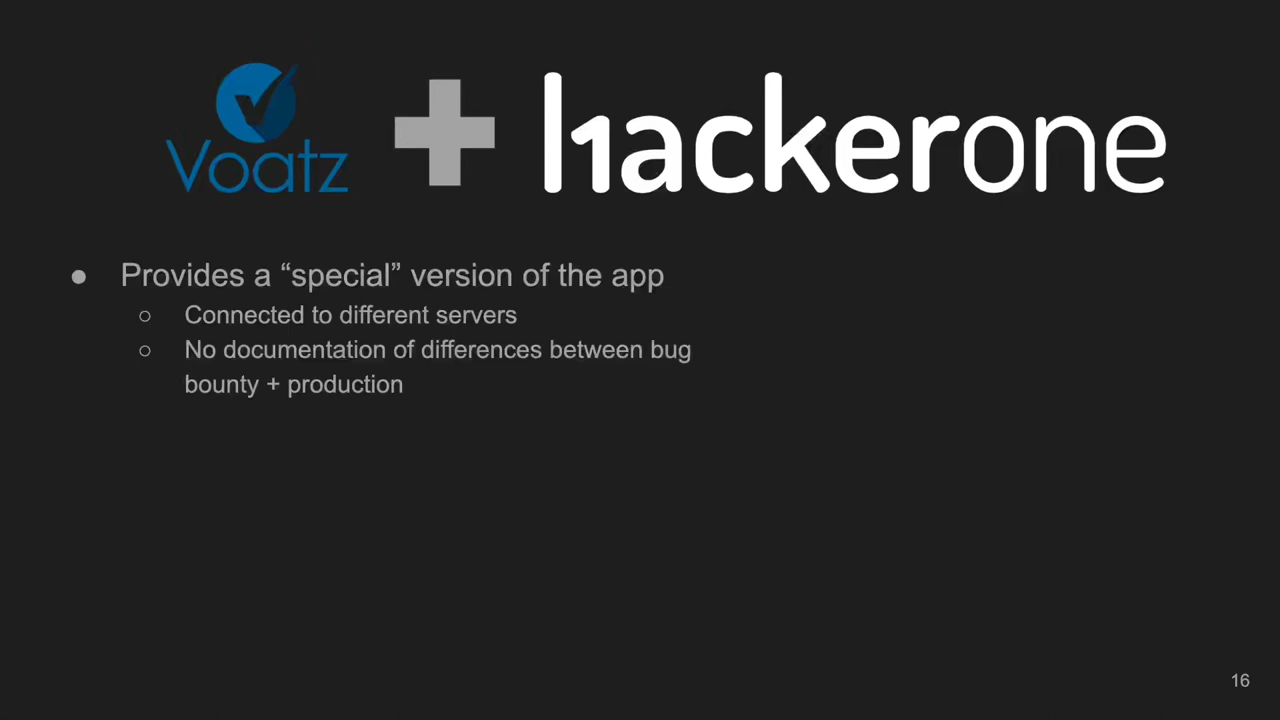 Voatz + hackerone
● Provides a “special” version of the app
○ Connected to different servers
○ No documentation of differences between bug
bounty + production
16